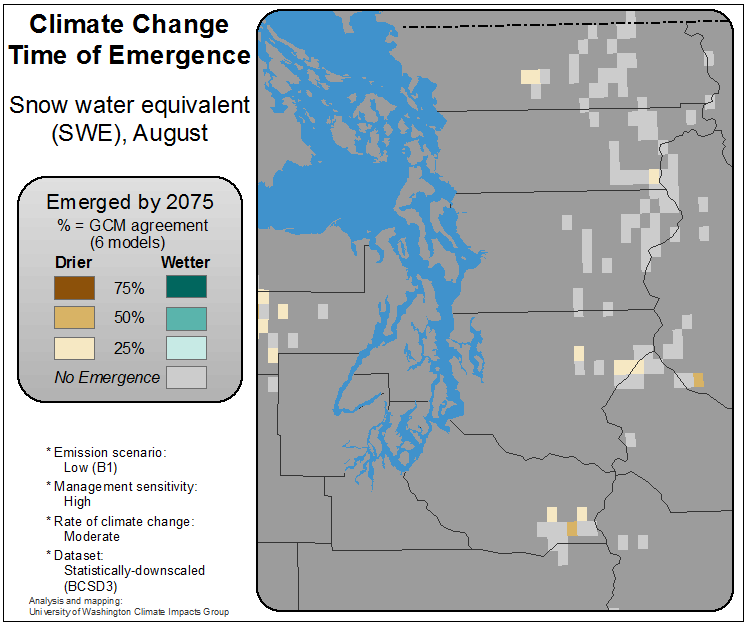 Climate Change
Time of Emergence
Snow water equivalent
(SWE), August
Emerged by 2075
% = GCM agreement
(6 models)
Drier Wetter
75%
50%
25%
No Emergence
* Emission scenario:
Low (B1)
* Management sensitivity:
High
* Rate of climate change:
Moderate
* Dataset:
Statistically-downscaled
(BCSD3)
Analysis and mapping:
University of Washington Climate Impacts Group